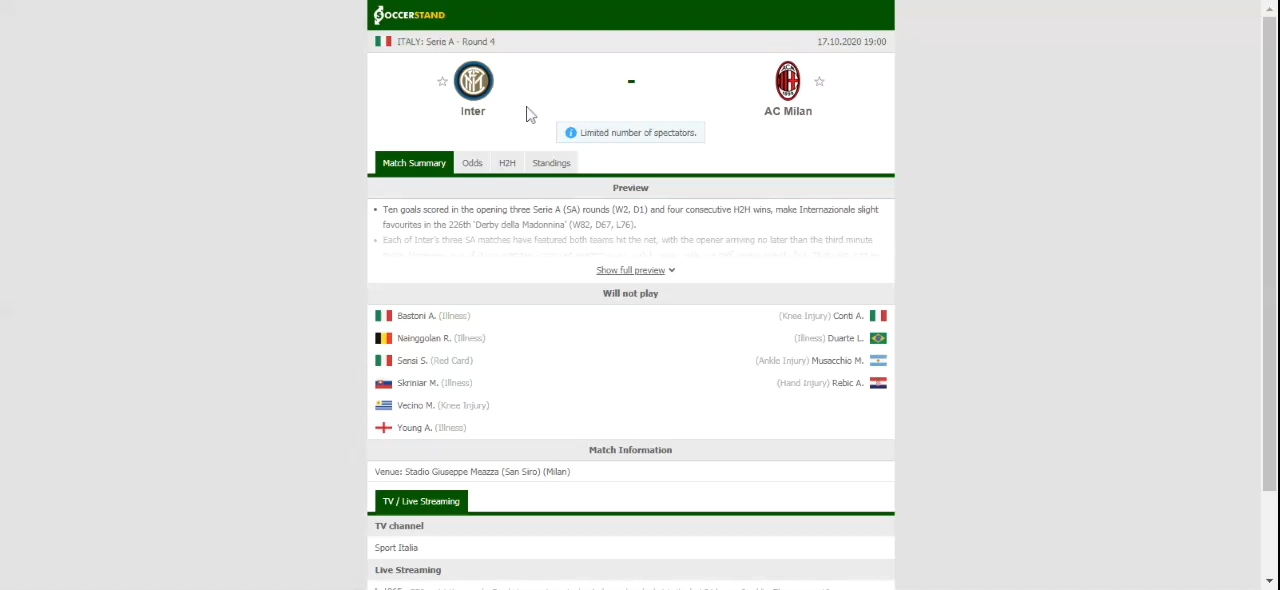 SOCCERSTAND
ITALY: Serie A - Round 4
17.10.2020 19:00
-
Inter
AC Milan
Limited number of spectators.
Match Summary
Odds
H2H
Standings
Preview
• Ten goals scored in the opening three Serie A (SA) rounds (W2, D1) and four consecutive H2H wins, make Internazionale slight
favourites in the 226th 'Derby della Madonnina' (W82, D67, L76).
• Each of Inter's three SA matches have featured both teams hit the net, with the opener arriving no later than the third minute
Show full preview
Will not play
Bastoni A. (Illness)
(Knee Injury) Conti A.
Nainggolan R. (Illness)
(Illness) Duarte L.
Sensi S. (Red Card)
(Ankle Injury) Musacchio M.
Skriniar M. (Illness)
(Hand Injury) Rebic A.
Vecino M. (Knee Injury)
Young A. (Illness)
Match Information
Venue: Stadio Giuseppe Meazza (San Siro) (Milan)
TV / Live Streaming
TV channel
Sport Italia
Live Streaming